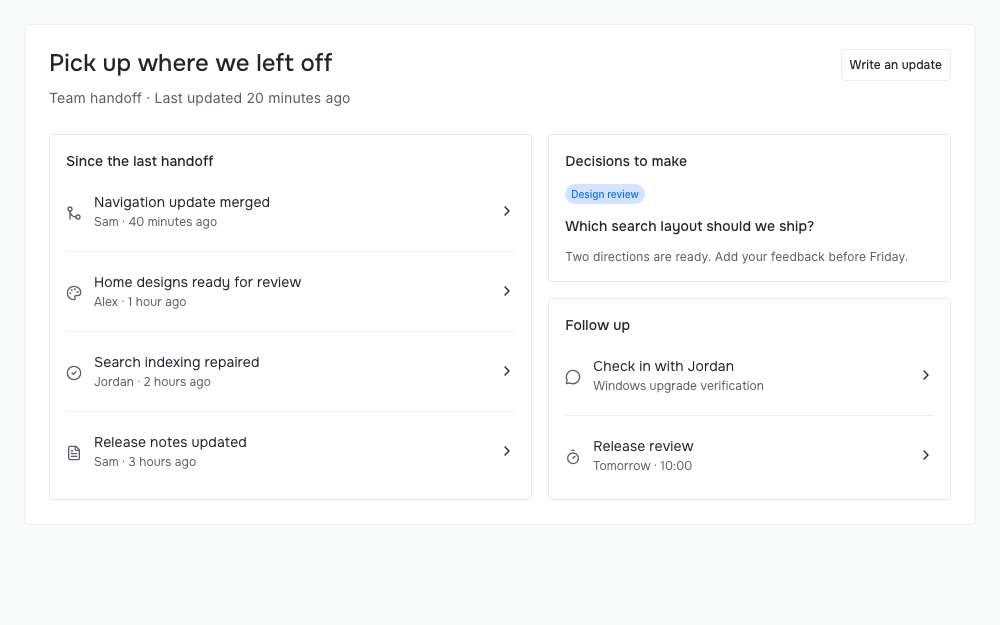 Pick up where we left off
Write an update
Team handoff · Last updated 20 minutes ago
Since the last handoff
Navigation update merged
Sam · 40 minutes ago
Home designs ready for review
Alex · 1 hour ago
Search indexing repaired
Jordan · 2 hours ago
Release notes updated
Sam · 3 hours ago
Decisions to make
Design review
Which search layout should we ship?
Two directions are ready. Add your feedback before Friday.
Follow up
Check in with Jordan
Windows upgrade verification
Release review
Tomorrow · 10:00